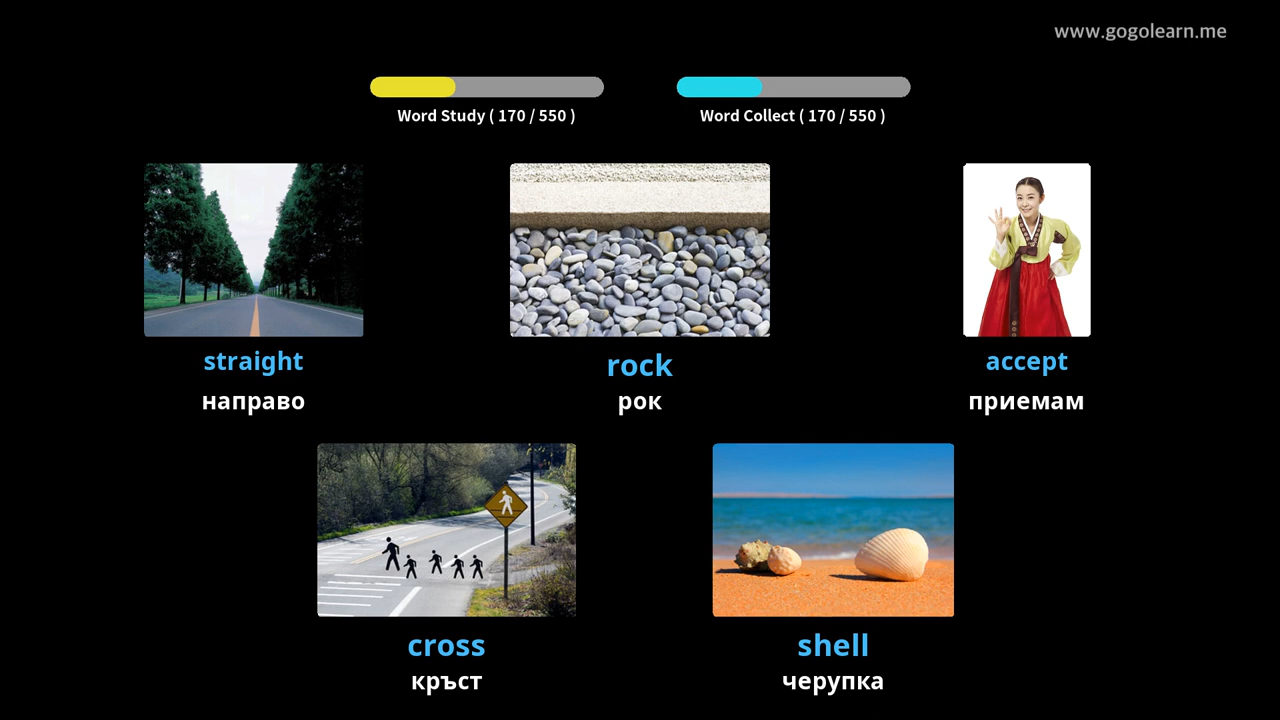 www.gogolearn.me
Word Study ( 170 / 550 )
Word Collect ( 170 / 550 )
straight
направо
rock
рок
accept
приемам
cross
кръст
shell
черупка